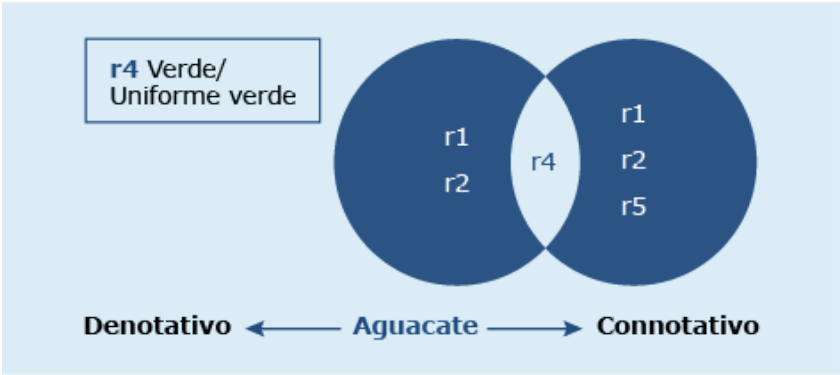 r4 Verde/
Uniforme verde
r1
r2
r4
r1
r2
r5
Denotativo Aguacate Connotativo